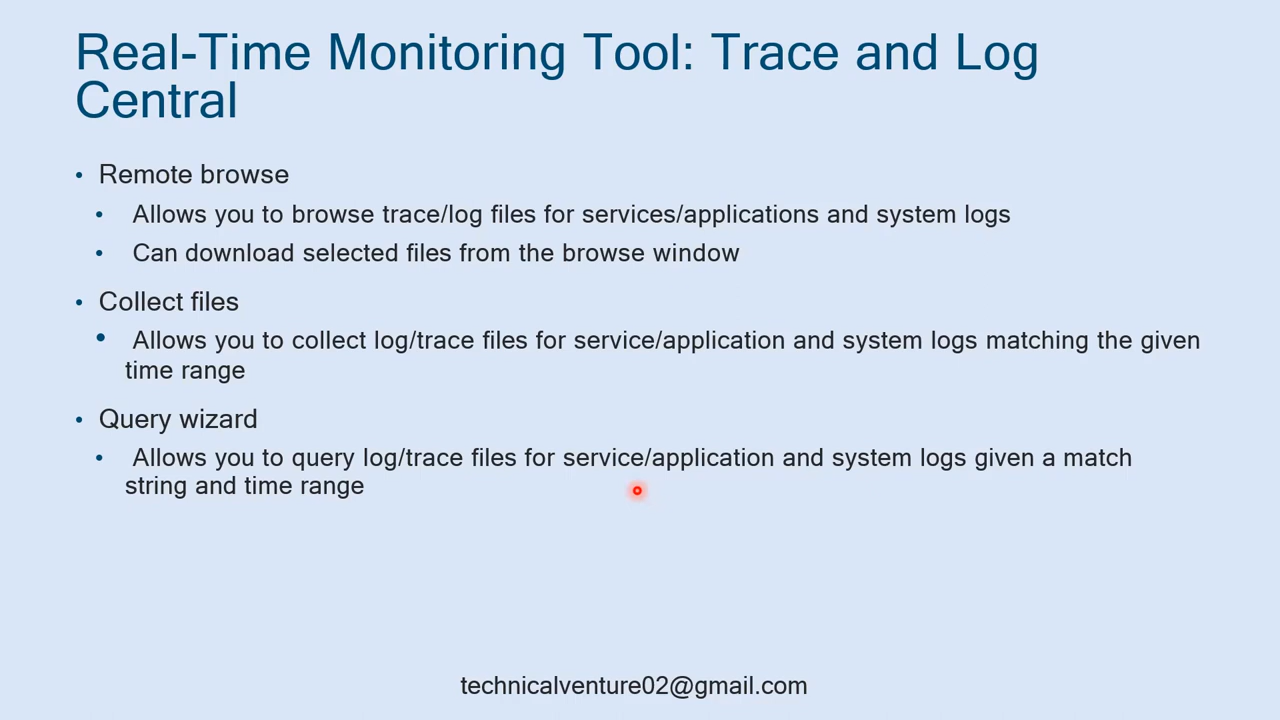 Real-Time Monitoring Tool: Trace and Log
Central
• Remote browse
• Allows you to browse trace/log files for services/applications and system logs
• Can download selected files from the browse window
• Collect files
• Allows you to collect log/trace files for service/application and system logs matching the given
time range
• Query wizard
• Allows you to query log/trace files for service/application and system logs given a match
string and time range
technicalventure02@gmail.com